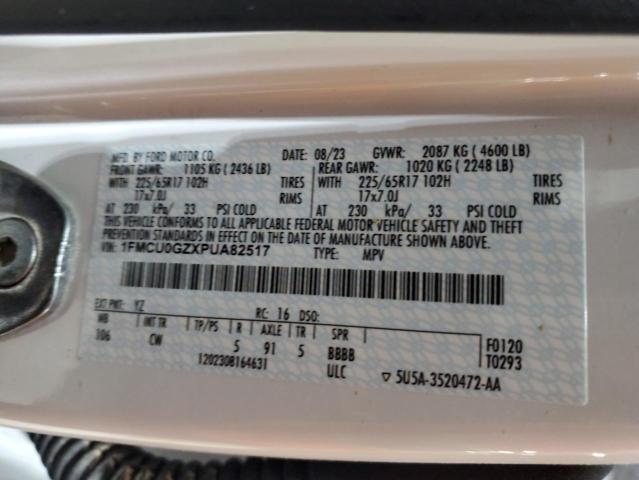 MFD. BY FORD MOTOR CO. DATE: 08/23 GVWR: 2087 KG ( 4600 LB)
FRONT GAWR: 1105 KG ( 2436 LB) REAR GAWR: 1020 KG ( 2248 LB)
WITH 225/65R17 102H TIRES WITH 225/65R17 102H TIRES
17x7.0J RIMS 17x7.0J RIMS
AT 230 kPa/ 33 PSI COLD AT 230 kPa/ 33 PSI COLD
THIS VEHICLE CONFORMS TO ALL APPLICABLE FEDERAL MOTOR VEHICLE SAFETY AND THEFT
PREVENTION STANDARDS IN EFFECT ON THE DATE OF MANUFACTURE SHOWN ABOVE.
VIN: 1FMCU0GZXPUA82517 TYPE: MPV
EXT PNT: YZ RC: 16 DSO:
WB INT TR TP/PS R AXLE TR SPR
106 CW 5 91 5 BBBB
F0120
T0293
1202308164631 ULC ▽ 5U5A-3520472-AA